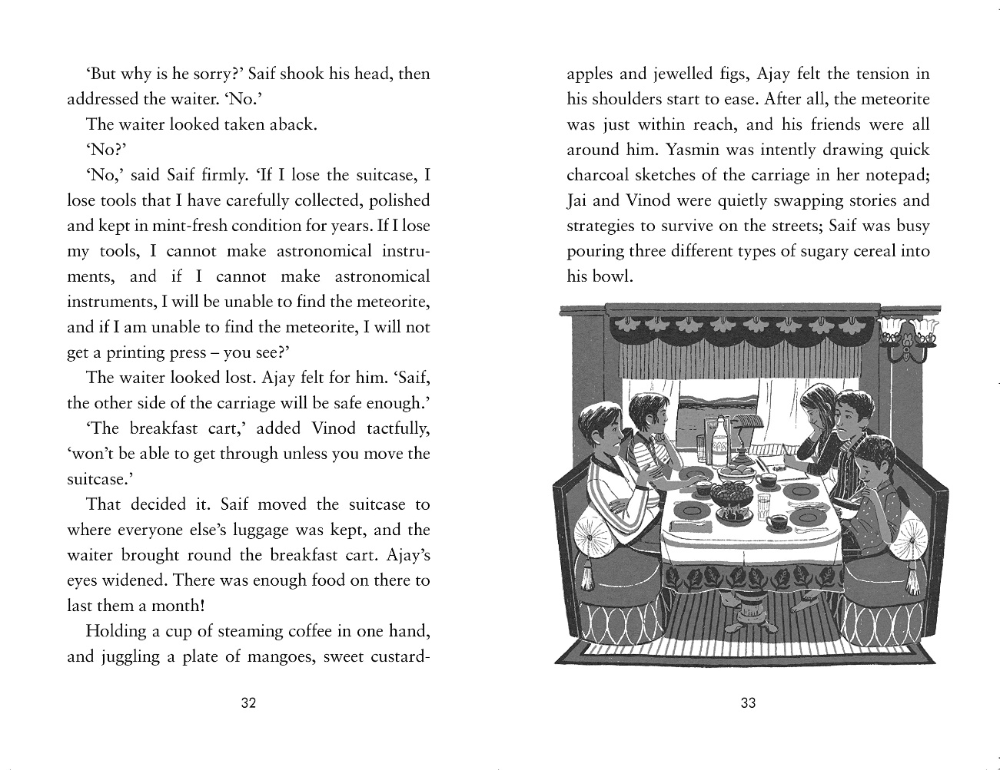 ‘But why is he sorry?’ Saif shook his head, then
addressed the waiter. ‘No.’
The waiter looked taken aback.
‘No?’
‘No,’ said Saif firmly. ‘If I lose the suitcase, I
lose tools that I have carefully collected, polished
and kept in mint-fresh condition for years. If I lose
my tools, I cannot make astronomical instru-
ments, and if I cannot make astronomical
instruments, I will be unable to find the meteorite,
and if I am unable to find the meteorite, I will not
get a printing press – you see?’
The waiter looked lost. Ajay felt for him. ‘Saif,
the other side of the carriage will be safe enough.’
‘The breakfast cart,’ added Vinod tactfully,
‘won’t be able to get through unless you move the
suitcase.’
That decided it. Saif moved the suitcase to
where everyone else’s luggage was kept, and the
waiter brought round the breakfast cart. Ajay’s
eyes widened. There was enough food on there to
last them a month!
Holding a cup of steaming coffee in one hand,
and juggling a plate of mangoes, sweet custard-
32
apples and jewelled figs, Ajay felt the tension in
his shoulders start to ease. After all, the meteorite
was just within reach, and his friends were all
around him. Yasmin was intently drawing quick
charcoal sketches of the carriage in her notepad;
Jai and Vinod were quietly swapping stories and
strategies to survive on the streets; Saif was busy
pouring three different types of sugary cereal into
his bowl.
33